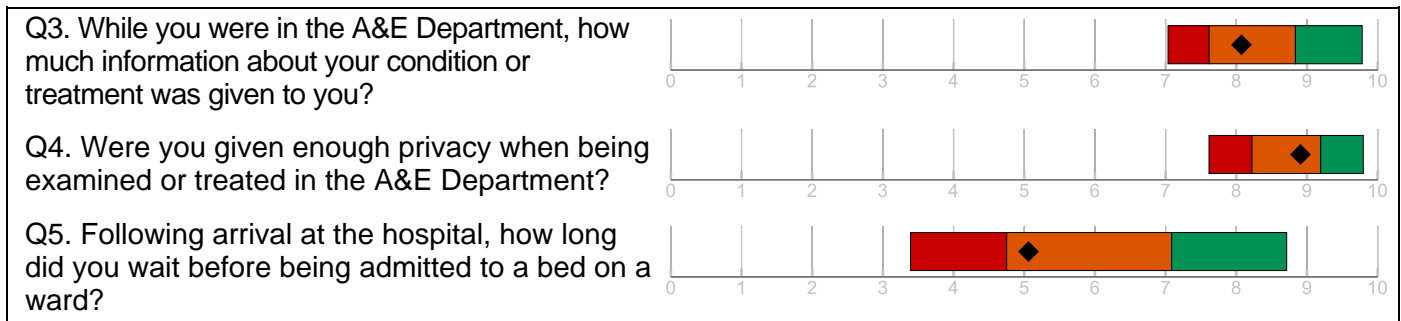 Q3. While you were in the A&E Department, how
much information about your condition or
treatment was given to you?
0 1 2 3 4 5 6 7 8 9 10
Q4. Were you given enough privacy when being
examined or treated in the A&E Department?
0 1 2 3 4 5 6 7 8 9 10
Q5. Following arrival at the hospital, how long
did you wait before being admitted to a bed on a
ward?
0 1 2 3 4 5 6 7 8 9 10